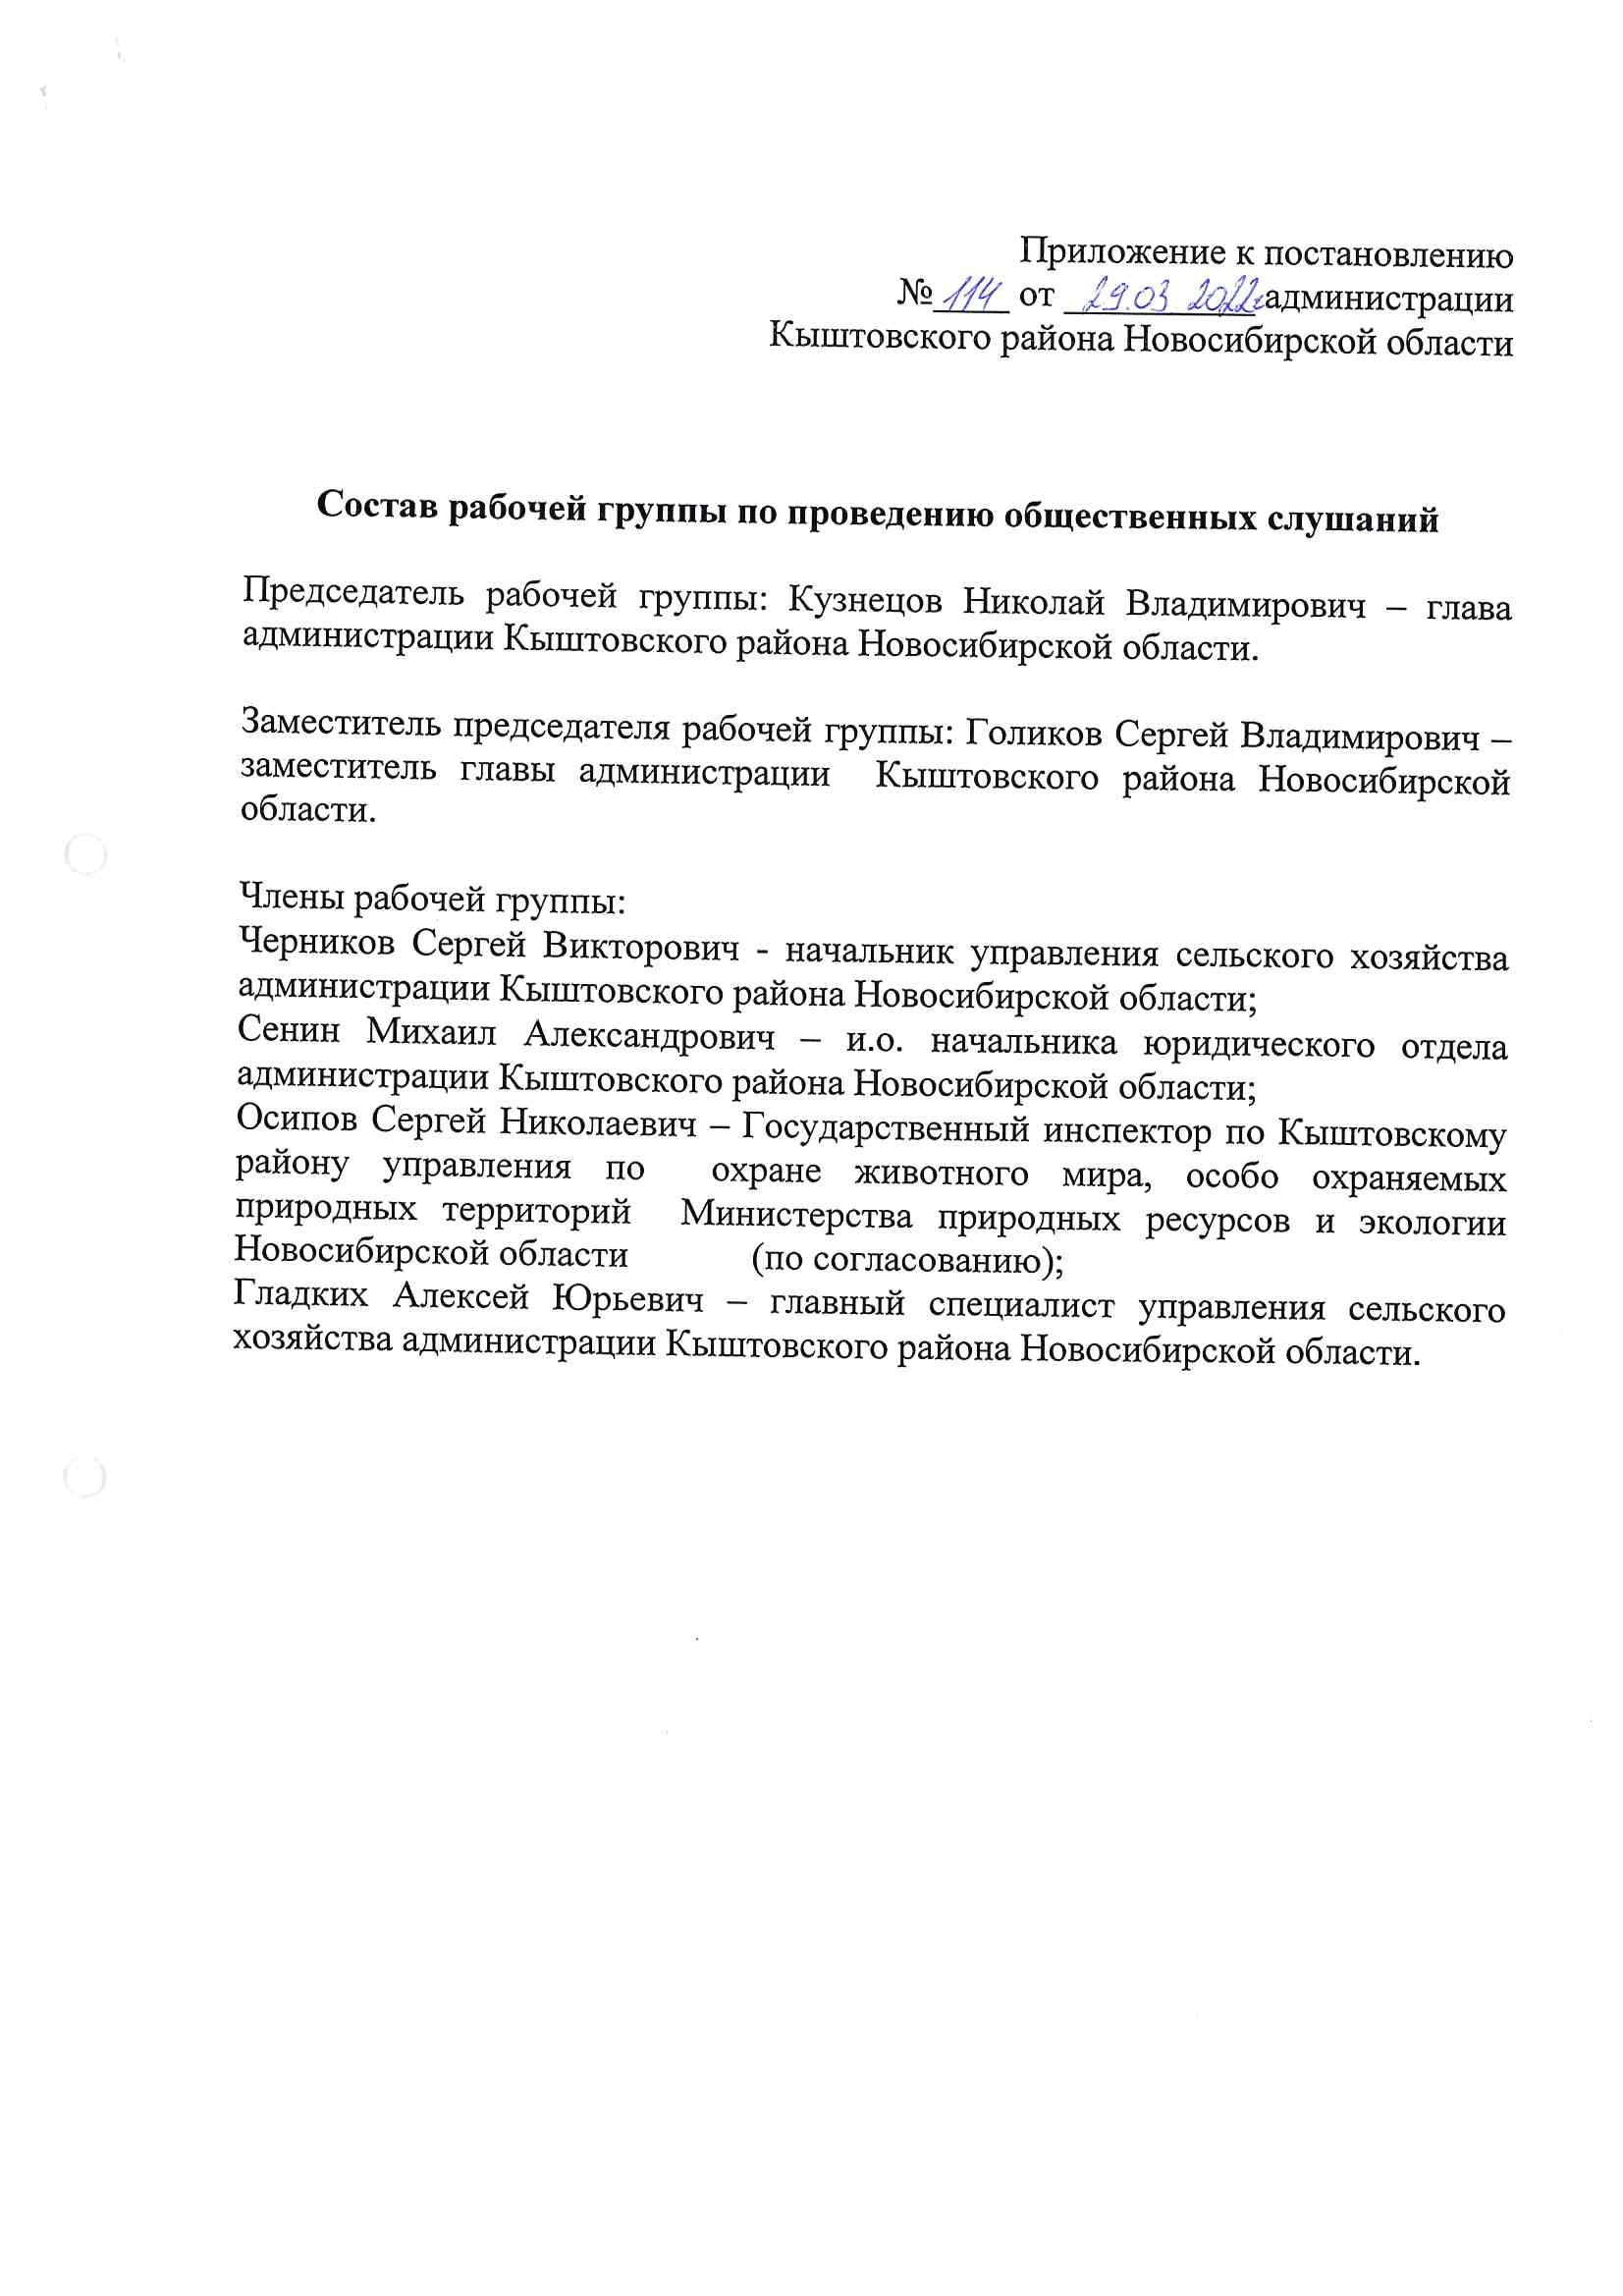 Приложение к постановлению
№ 114 от 29.03 2022г администрации
Кыштовского района Новосибирской области
Состав рабочей группы по проведению общественных слушаний
Председатель рабочей группы: Кузнецов Николай Владимирович – глава
администрации Кыштовского района Новосибирской области.
Заместитель председателя рабочей группы: Голиков Сергей Владимирович –
заместитель главы администрации Кыштовского района Новосибирской
области.
Члены рабочей группы:
Черников Сергей Викторович - начальник управления сельского хозяйства
администрации Кыштовского района Новосибирской области;
Сенин Михаил Александрович – и.о. начальника юридического отдела
администрации Кыштовского района Новосибирской области;
Осипов Сергей Николаевич – Государственный инспектор по Кыштовскому
району управления по охране животного мира, особо охраняемых
природных территорий Министерства природных ресурсов и экологии
Новосибирской области (по согласованию);
Гладких Алексей Юрьевич – главный специалист управления сельского
хозяйства администрации Кыштовского района Новосибирской области.